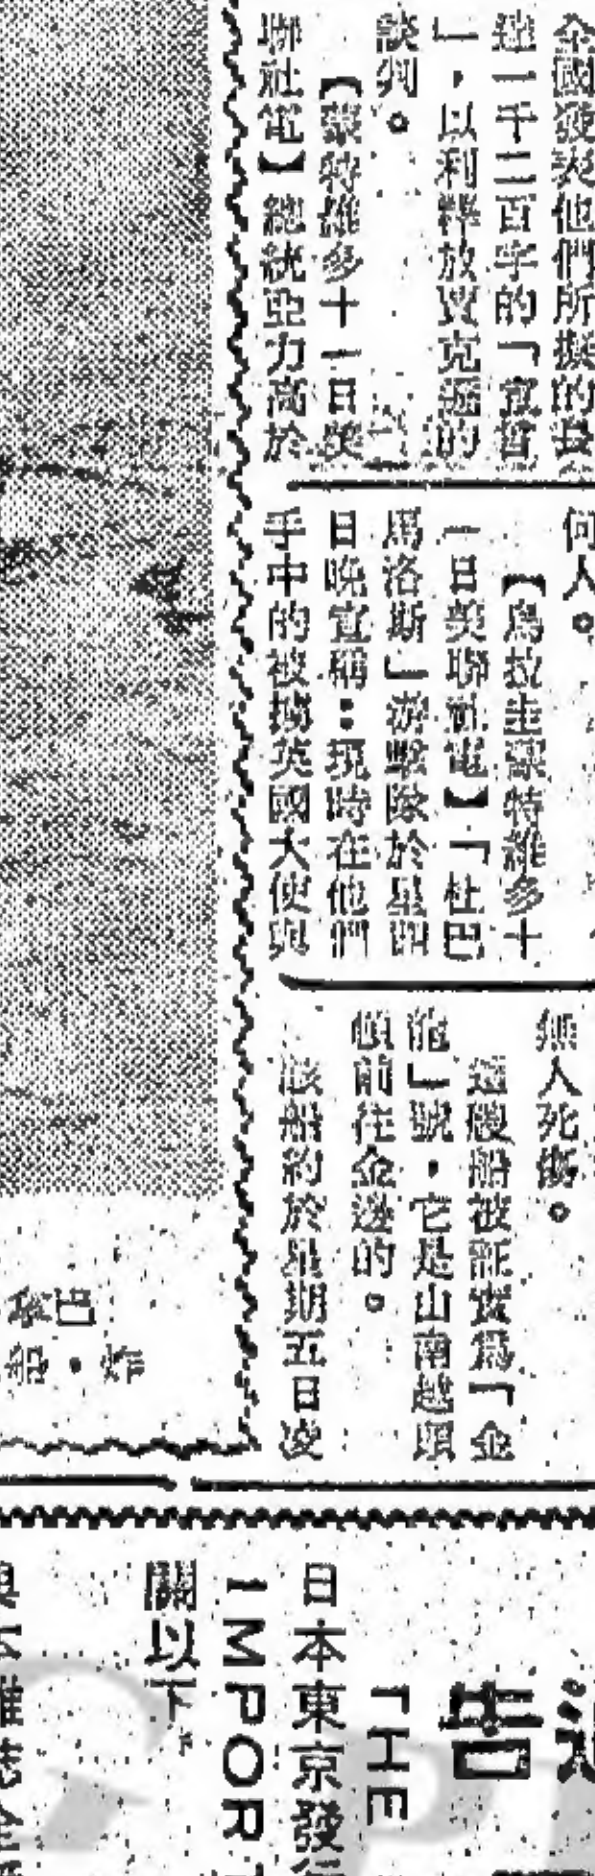 全國發表他們所擬的長
達一千二百字的「宣言
」，以利釋放賈克遜的
談判。
【蒙特維多十一日美
聯社電】總統亞力高於
何人。
【烏拉圭蒙特維多十
一日美聯社電】「杜巴
馬洛斯」游擊隊於星期四
日晚宣稱：現時在他們
手中的被擄英國大使與
無人死傷。
這艘船被証實為「金
龍」號，它是由南越頭
頓前往金邊的。
該船約於星期五日凌
巴
船，炸
告
THE
日本東京發行
IMPOR
關以下